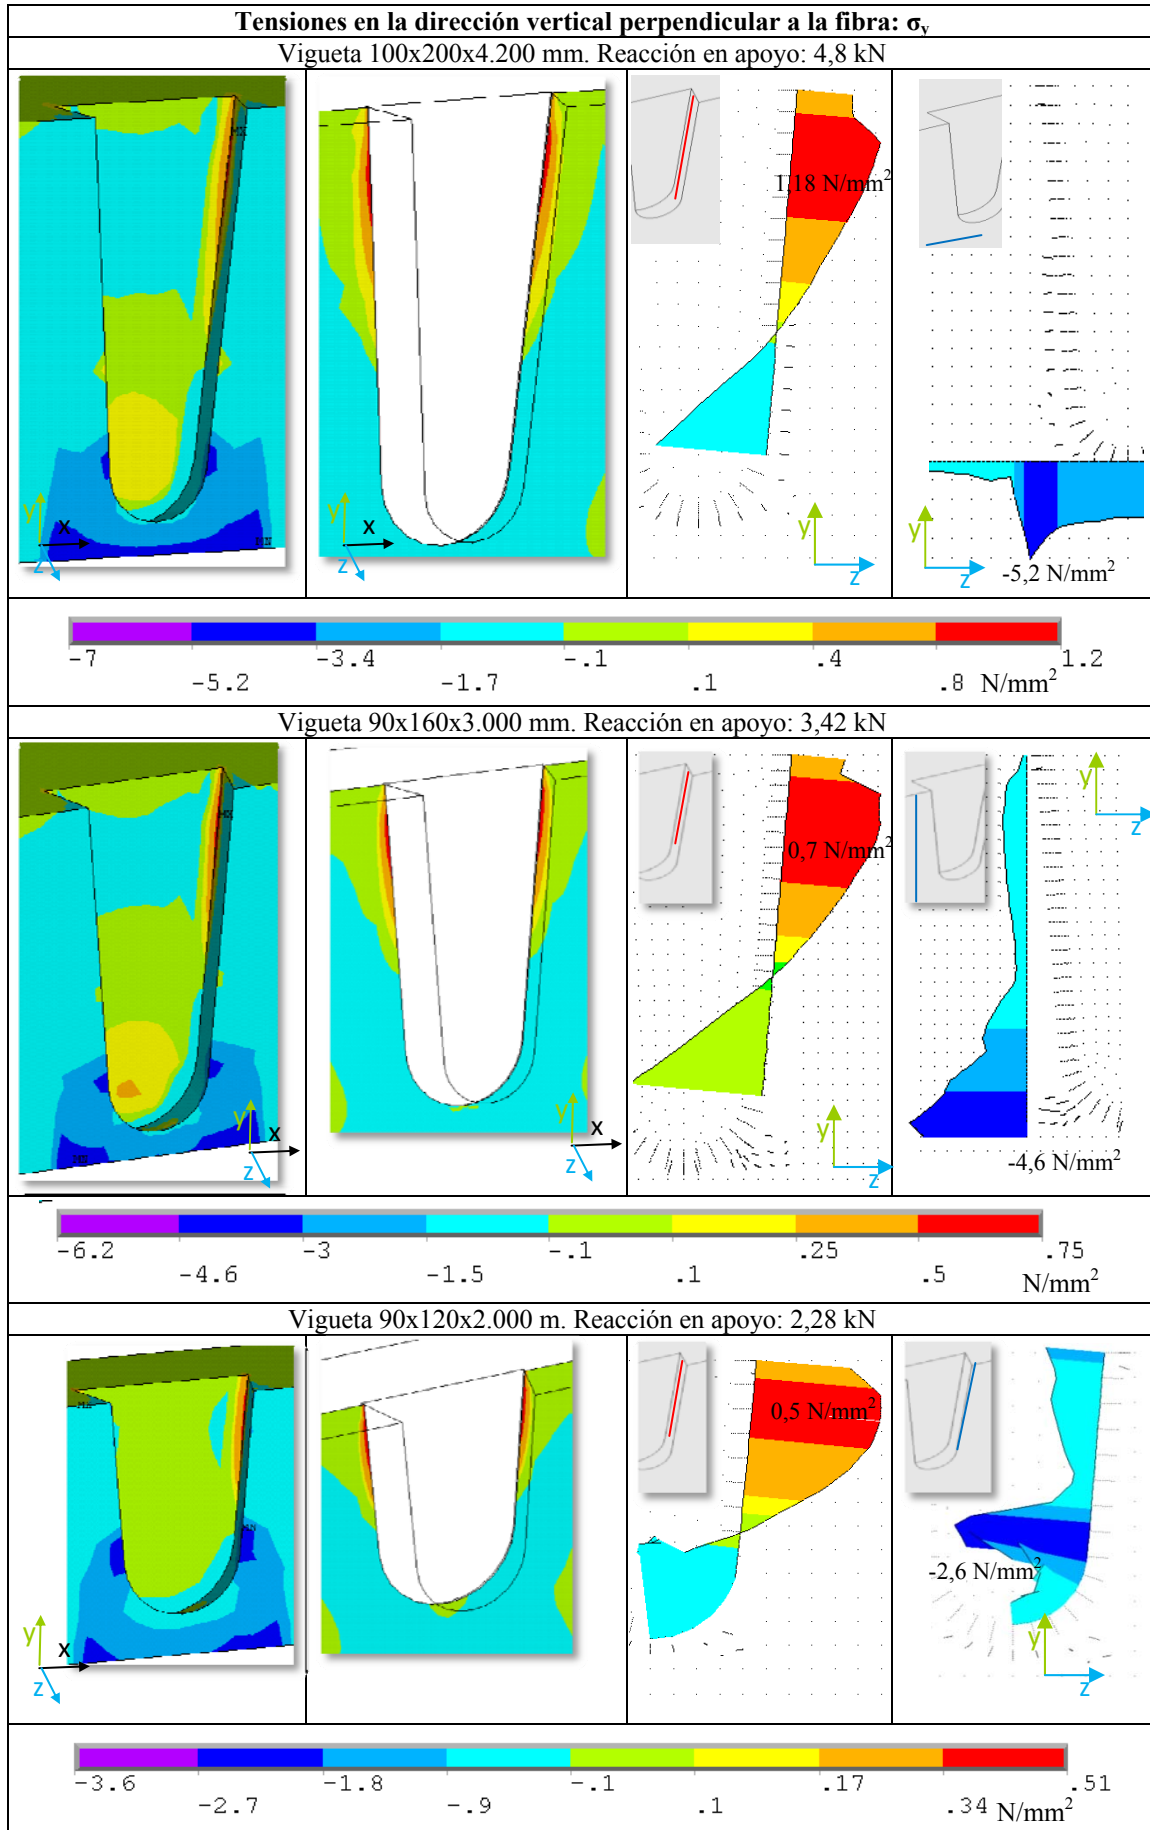 Tensiones en la dirección vertical perpendicular a la fibra: σy
Vigueta 100x200x4.200 mm. Reacción en apoyo: 4,8 kN
MX
y
x
z
MN
x
z
1,18 N/mm²
y
z
y
z
-5,2 N/mm²
-7 -3.4 -.1 .4 1.2
-5.2 -1.7 .1 .8 N/mm²
Vigueta 90x160x3.000 mm. Reacción en apoyo: 3,42 kN
MX
y
x
z
y
x
z
0,7 N/mm²
y
z
y
z
-4,6 N/mm²
-6.2 -3 -.1 .25 .75
-4.6 -1.5 .1 .5 N/mm²
Vigueta 90x120x2.000 m. Reacción en apoyo: 2,28 kN
y
x
z
0,5 N/mm²
-2,6 N/mm²
y
z
-3.6 -1.8 -.1 .17 .51
-2.7 -.9 .1 .34 N/mm²